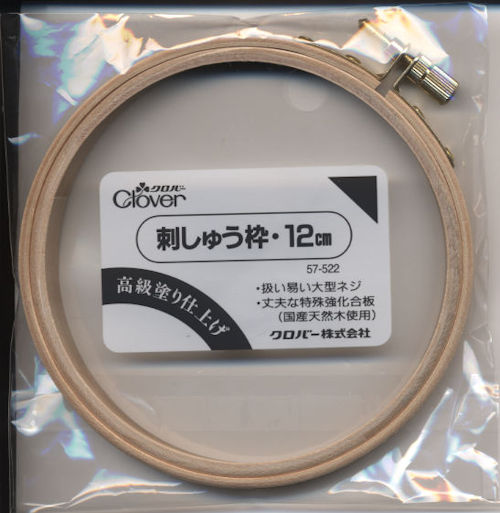 クロバー
Clover
刺しゅう枠・12cm
57-522
・扱い易い大型ネジ
・丈夫な特殊強化合板
(国産天然木使用)
クロバー株式会社
高級塗り仕上げ